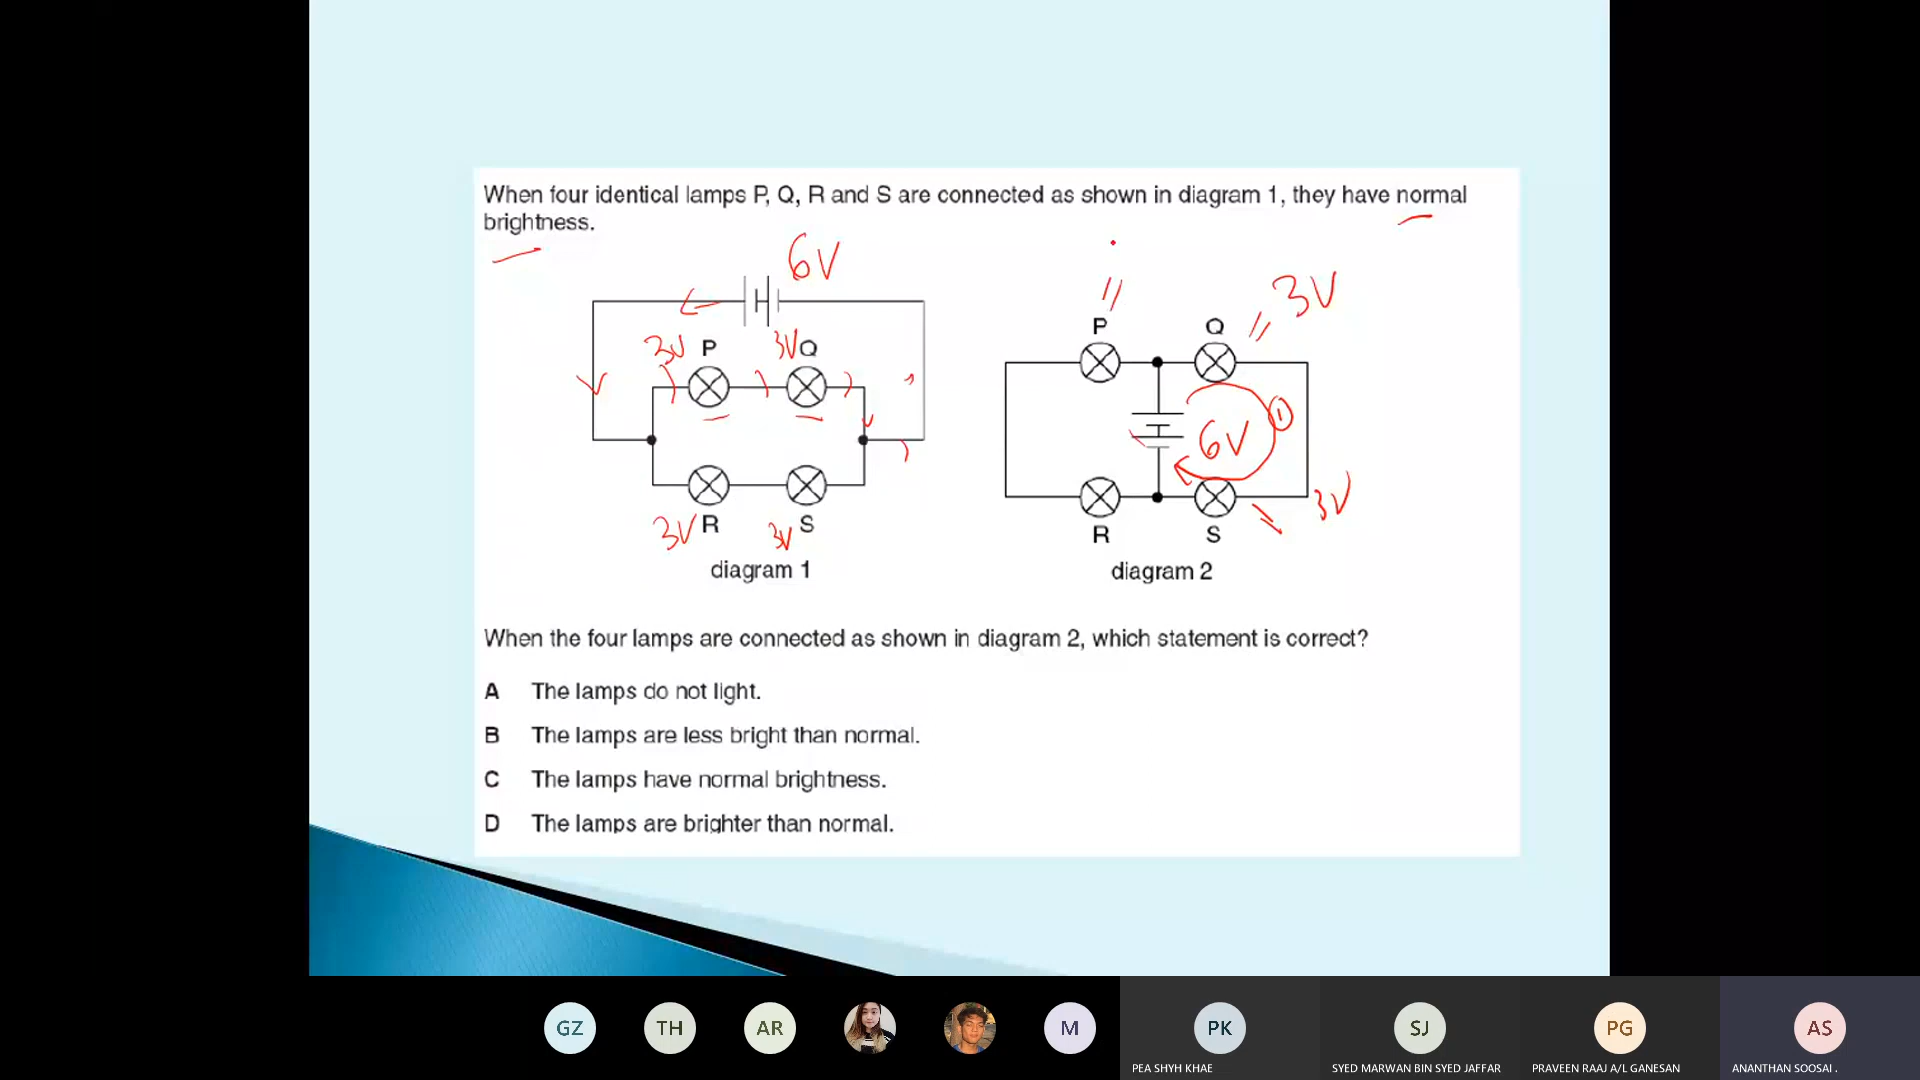 When four identical lamps P, Q, R and S are connected as shown in diagram 1, they have normal
brightness.
6V
3V P 3V Q
3V R 3V S
diagram 1
P Q 3V
1
6V
R S 3V
diagram 2
When the four lamps are connected as shown in diagram 2, which statement is correct?
A The lamps do not light.
B The lamps are less bright than normal.
C The lamps have normal brightness.
D The lamps are brighter than normal.
GZ TH AR M PK SJ PG AS
PEA SHYH KHAE SYED MARWAN BIN SYED JAFFAR PRAVEEN RAAJ A/L GANESAN ANANTHAN SOOSAI .